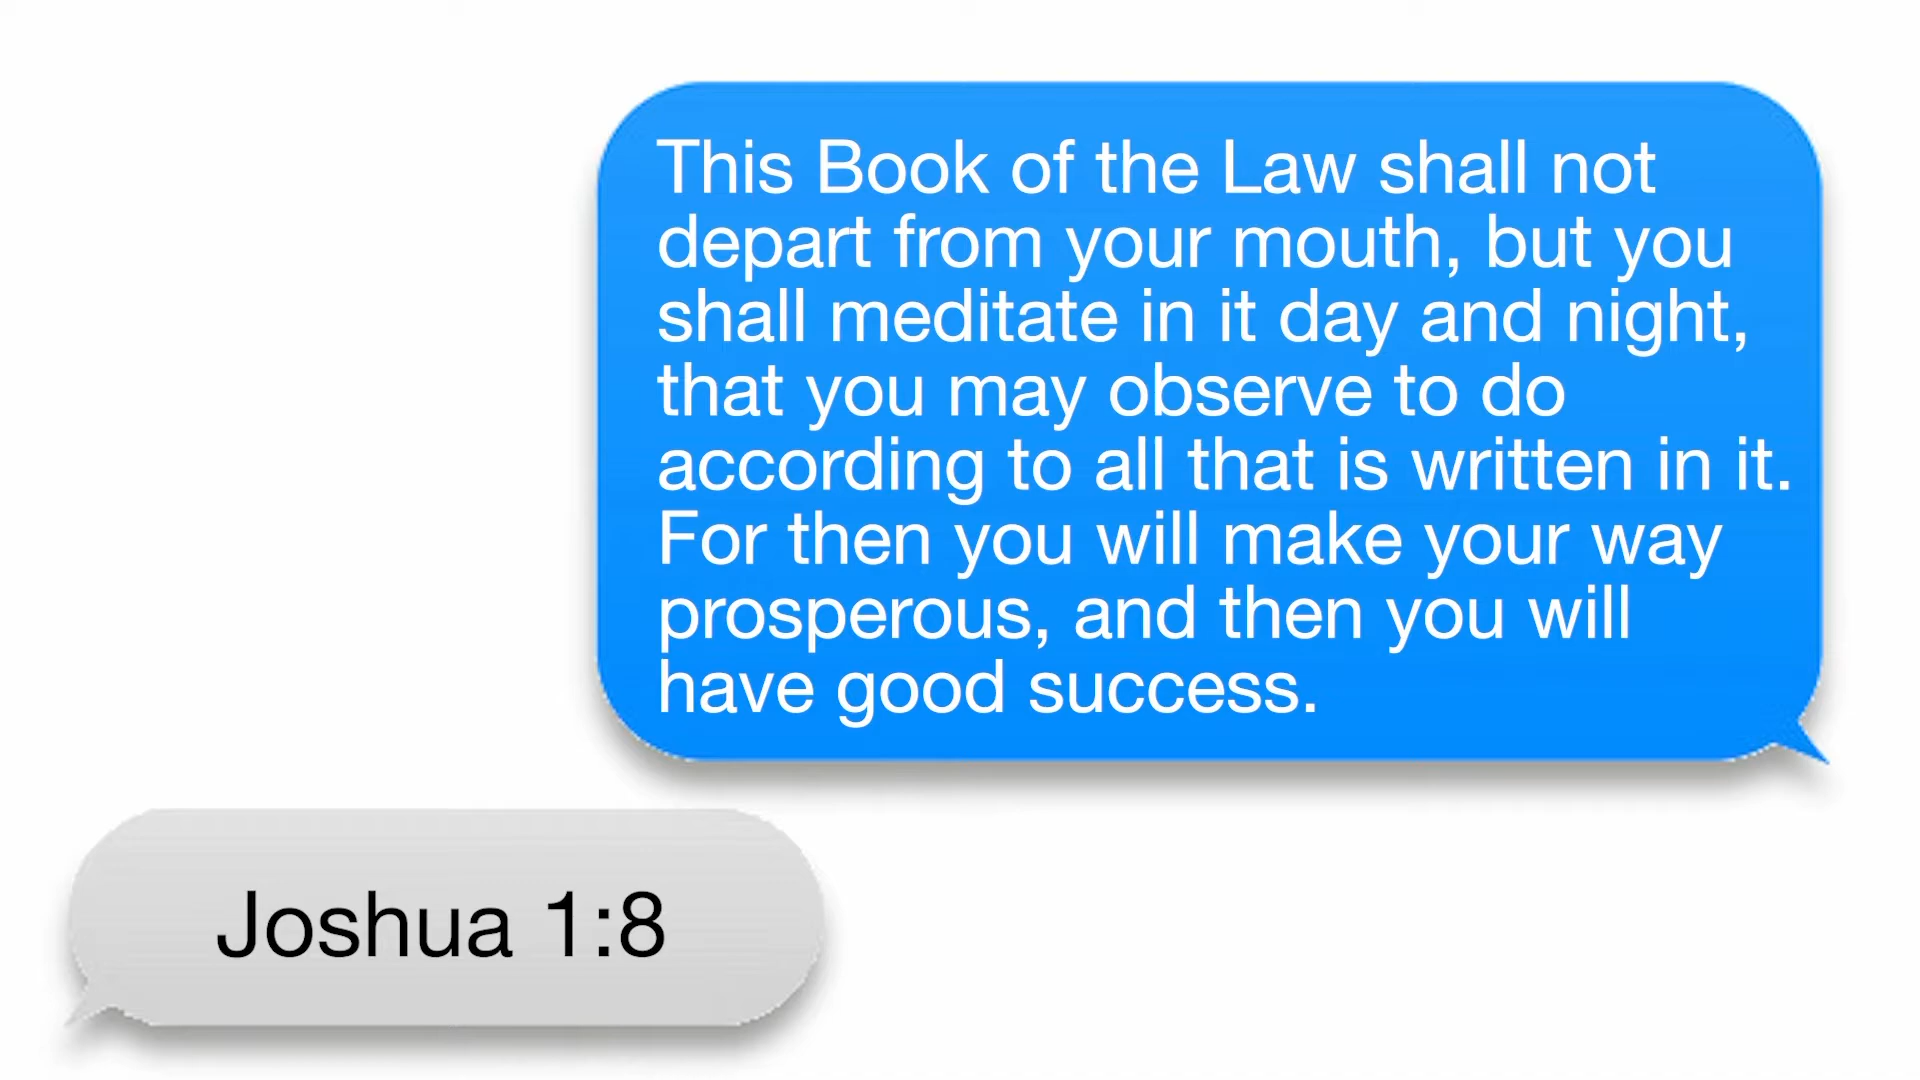 This Book of the Law shall not
depart from your mouth, but you
shall meditate in it day and night,
that you may observe to do
according to all that is written in it.
For then you will make your way
prosperous, and then you will
have good success.
Joshua 1:8